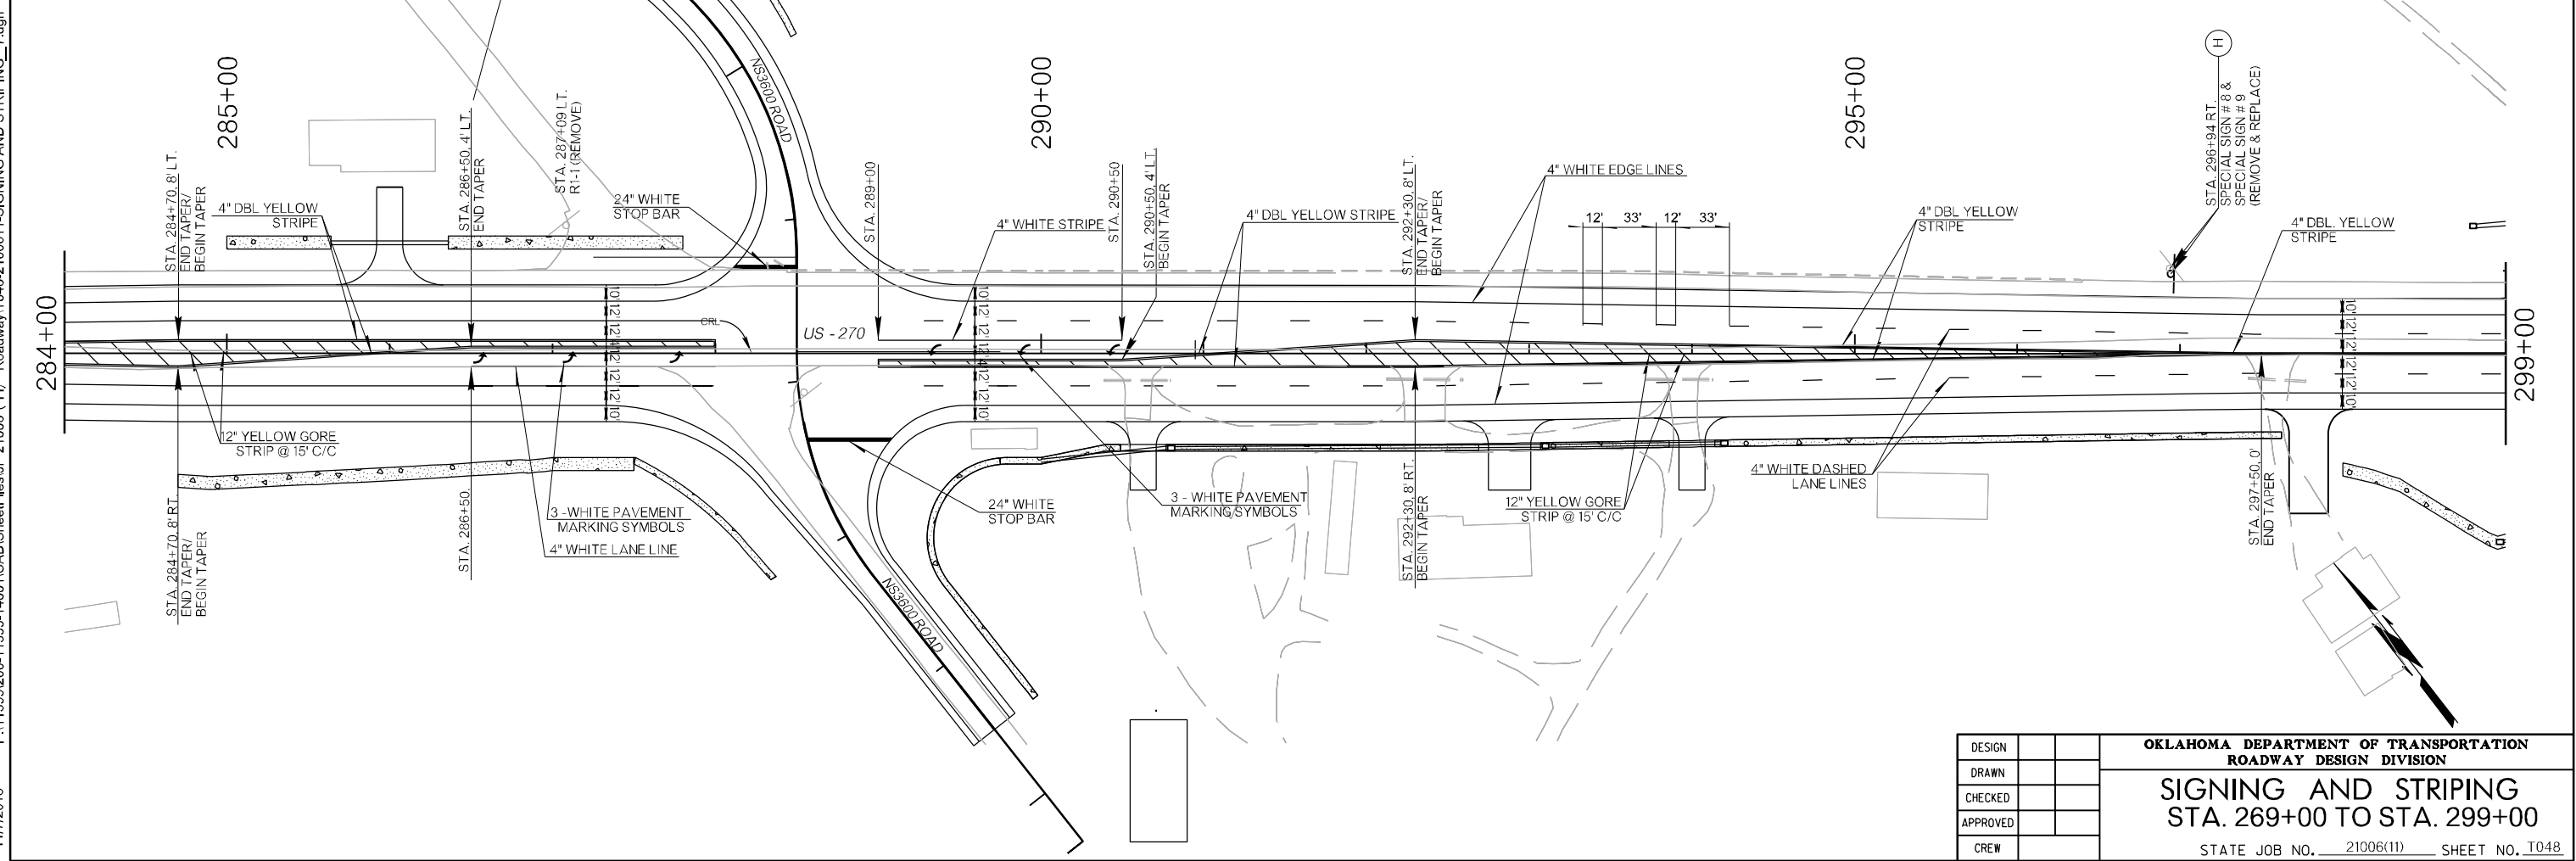 285+00
290+00
295+00
284+00
299+00
STA. 284+70, 8' LT.
END TAPER/
BEGIN TAPER
4" DBL YELLOW
STRIPE
STA. 286+50, 4' LT.
END TAPER
STA. 287+09 LT.
R1-1 (REMOVE)
24" WHITE
STOP BAR
NS3600 ROAD
STA. 289+00
4" WHITE STRIPE
STA. 290+50
STA. 290+50, 4' LT.
BEGIN TAPER
4" DBL YELLOW STRIPE
STA. 292+30, 8' LT.
END TAPER/
BEGIN TAPER
4" WHITE EDGE LINES
12'
33'
12'
33'
4" DBL YELLOW
STRIPE
H
STA. 296+94 RT.
SPECIAL SIGN # 8 &
SPECIAL SIGN # 9
(REMOVE & REPLACE)
4" DBL. YELLOW
STRIPE
CRL
US - 270
12" YELLOW GORE
STRIP @ 15' C/C
STA. 284+70, 8' RT.
END TAPER/
BEGIN TAPER
STA. 286+50,
3 - WHITE PAVEMENT
MARKING SYMBOLS
4" WHITE LANE LINE
24" WHITE
STOP BAR
NS3600 ROAD
3 - WHITE PAVEMENT
MARKING SYMBOLS
STA. 292+30, 8' RT.
BEGIN TAPER
12" YELLOW GORE
STRIP @ 15' C/C
4" WHITE DASHED
LANE LINES
STA. 297+50, 0'
END TAPER
DESIGN
DRAWN
CHECKED
APPROVED
CREW
OKLAHOMA DEPARTMENT OF TRANSPORTATION
ROADWAY DESIGN DIVISION
SIGNING AND STRIPING
STA. 269+00 TO STA. 299+00
STATE JOB NO. 21006(11) SHEET NO. T048